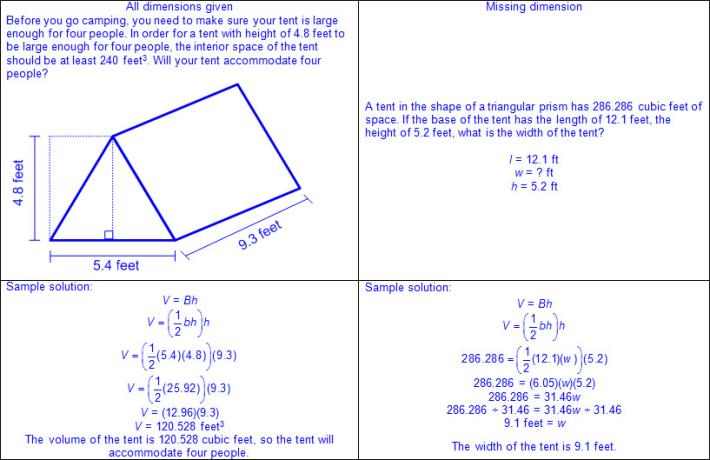 All dimensions given
Before you go camping, you need to make sure your tent is large
enough for four people. In order for a tent with height of 4.8 feet to
be large enough for four people, the interior space of the tent
should be at least 240 feet³. Will your tent accommodate four
people?
4.8 feet
5.4 feet
9.3 feet
Missing dimension
A tent in the shape of a triangular prism has 286.286 cubic feet of
space. If the base of the tent has the length of 12.1 feet, the
height of 5.2 feet, what is the width of the tent?
l = 12.1 ft
w = ? ft
h = 5.2 ft
Sample solution:
V = Bh
V = (1/2 bh)h
V = (1/2 (5.4)(4.8))(9.3)
V = (1/2 (25.92))(9.3)
V = (12.96)(9.3)
V = 120.528 feet³
The volume of the tent is 120.528 cubic feet, so the tent will
accommodate four people.
Sample solution:
V = Bh
V = (1/2 bh)h
286.286 = (1/2 (12.1)(w))(5.2)
286.286 = (6.05)(w)(5.2)
286.286 = 31.46w
286.286 ÷ 31.46 = 31.46w ÷ 31.46
9.1 feet = w
The width of the tent is 9.1 feet.